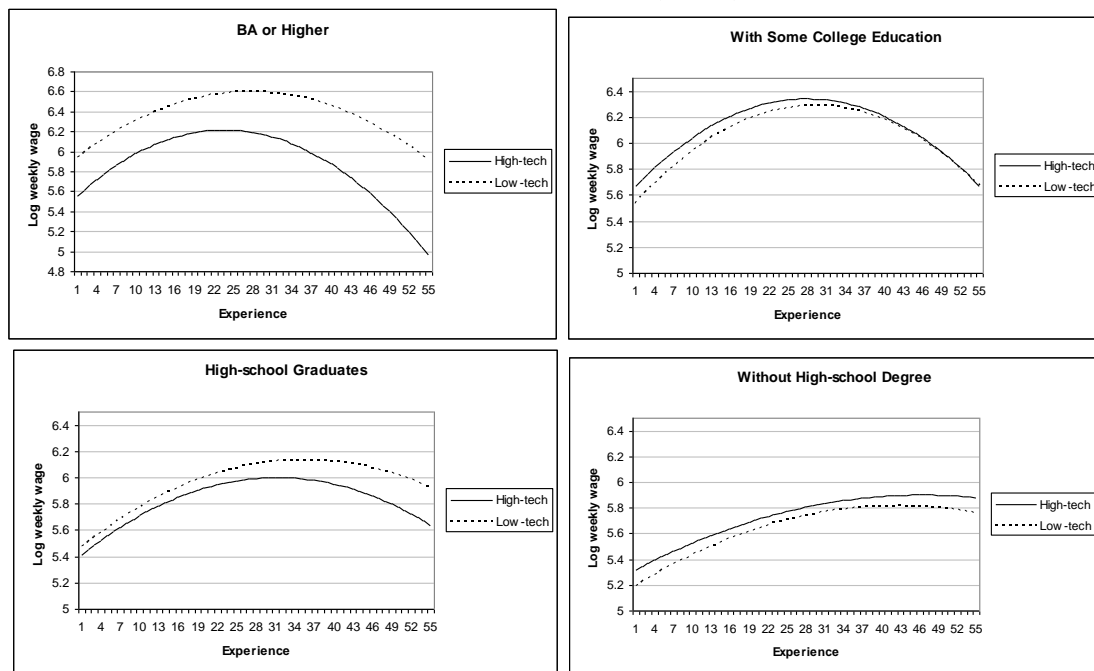 BA or Higher
Log weekly wage
6.8
6.6
6.4
6.2
6
5.8
5.6
5.4
5.2
5
4.8
1 4 7 10 13 16 19 22 25 28 31 34 37 40 43 46 49 52 55
Experience
High-tech
Low-tech
With Some College Education
Log weekly wage
6.4
6.2
6
5.8
5.6
5.4
5.2
5
1 4 7 10 13 16 19 22 25 28 31 34 37 40 43 46 49 52 55
Experience
High-tech
Low-tech
High-school Graduates
Log weekly wage
6.4
6.2
6
5.8
5.6
5.4
5.2
5
1 4 7 10 13 16 19 22 25 28 31 34 37 40 43 46 49 52 55
Experience
High-tech
Low-tech
Without High-school Degree
Log weekly wage
6.4
6.2
6
5.8
5.6
5.4
5.2
5
1 4 7 10 13 16 19 22 25 28 31 34 37 40 43 46 49 52 55
Experience
High-tech
Low-tech